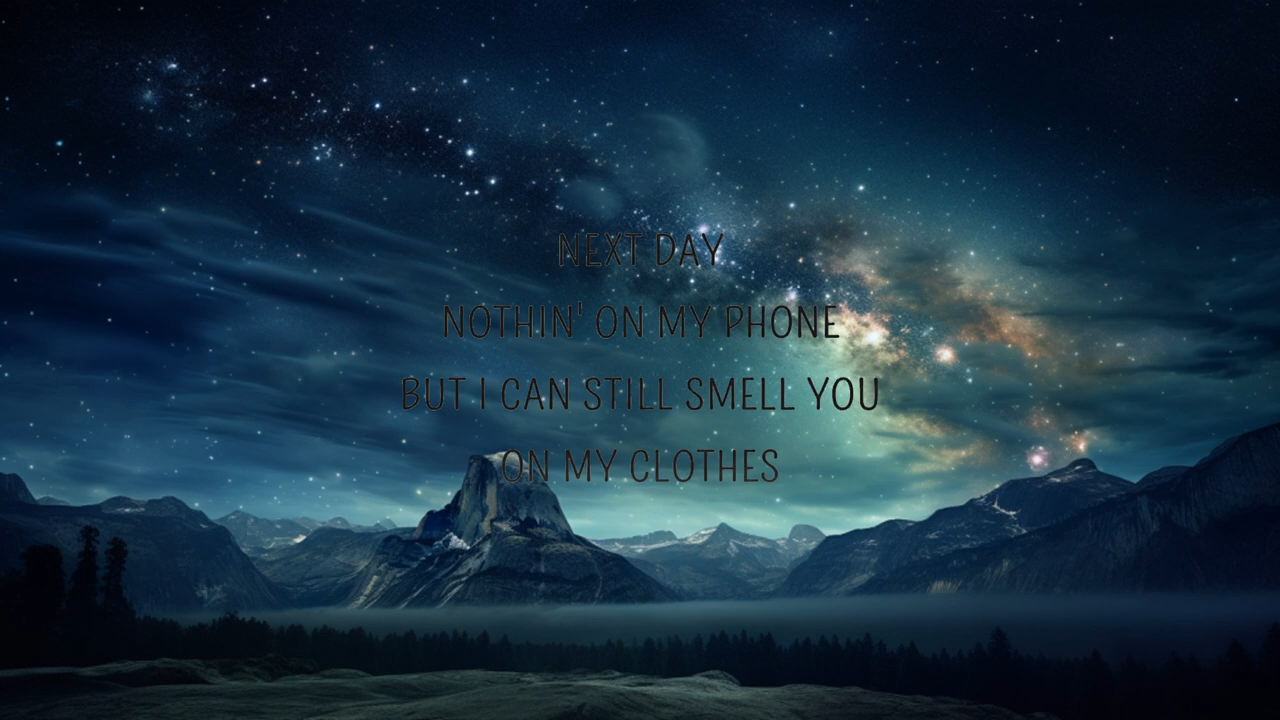 NEXT DAY
NOTHIN' ON MY PHONE
BUT I CAN STILL SMELL YOU
ON MY CLOTHES